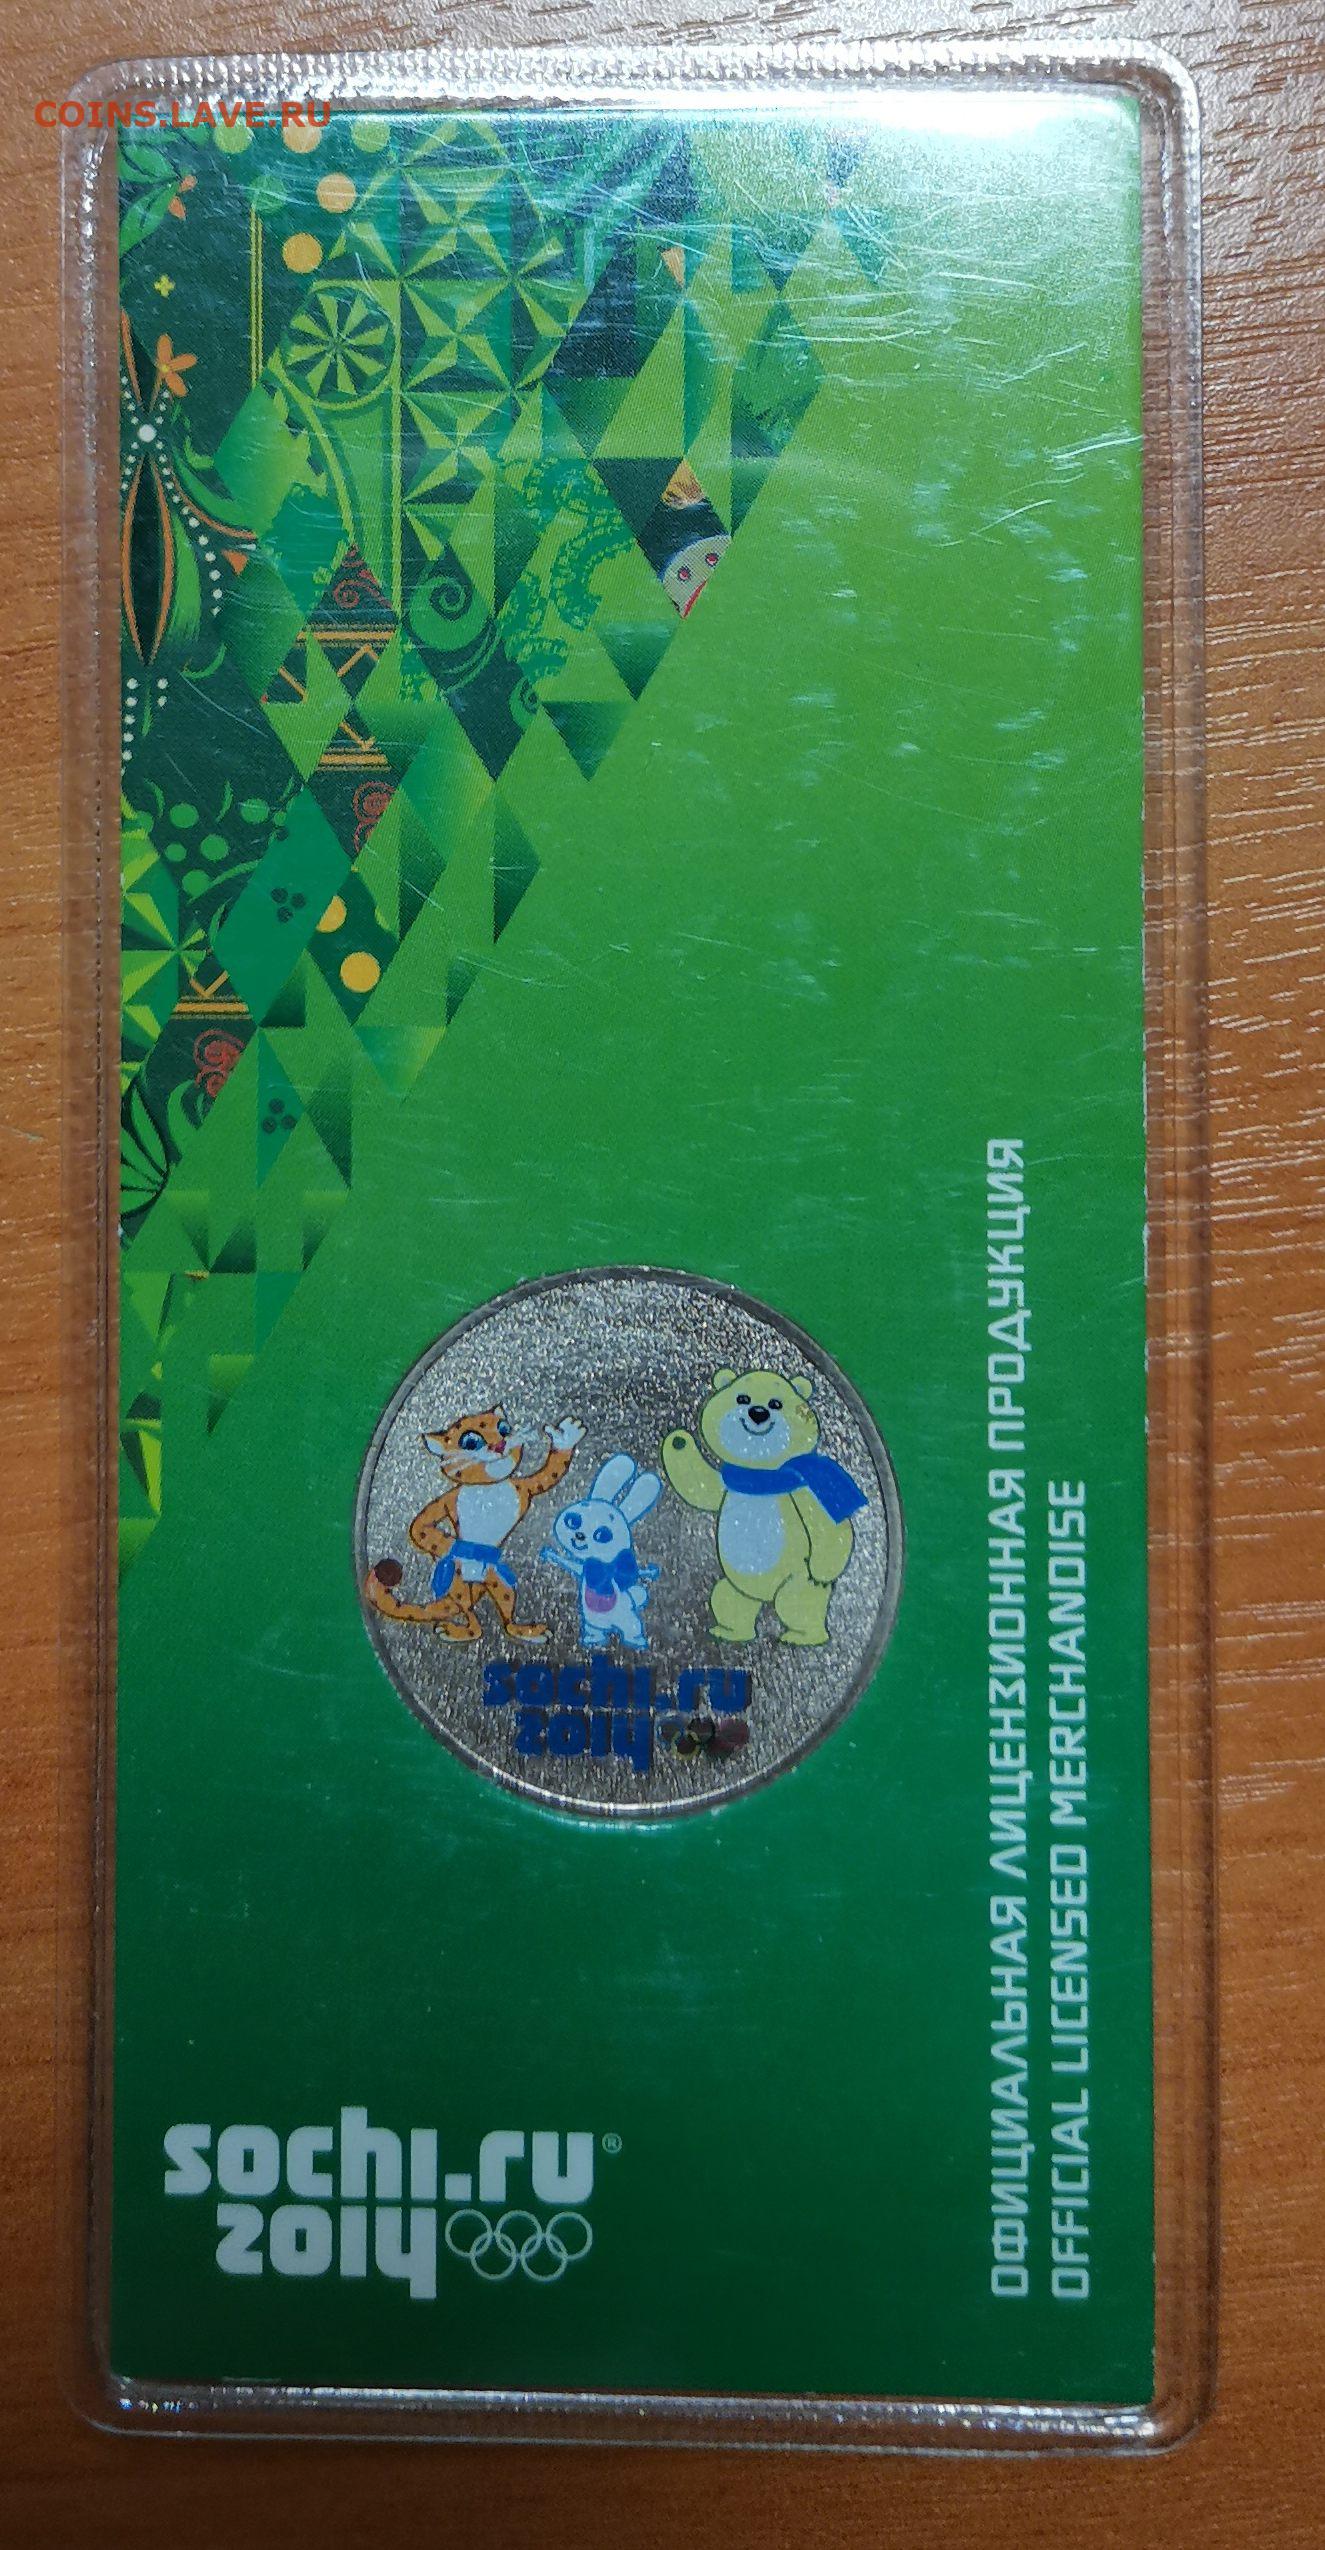 COINS.LAVE.RU
sochi.ru
2014
sochi.ru®
2014
ОФИЦИАЛЬНАЯ ЛИЦЕНЗИОННАЯ ПРОДУКЦИЯ
OFFICIAL LICENSED MERCHANDISE